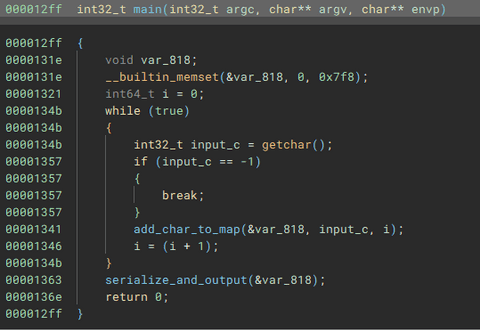 000012ff int32_t main(int32_t argc, char** argv, char** envp)
000012ff {
0000131e void var_818;
0000131e __builtin_memset(&var_818, 0, 0x7f8);
00001321 int64_t i = 0;
0000134b while (true)
0000134b {
0000134b int32_t input_c = getchar();
00001357 if (input_c == -1)
00001357 {
00001357 break;
00001357 }
00001341 add_char_to_map(&var_818, input_c, i);
00001346 i = (i + 1);
0000134b }
00001363 serialize_and_output(&var_818);
0000136e return 0;
000012ff }